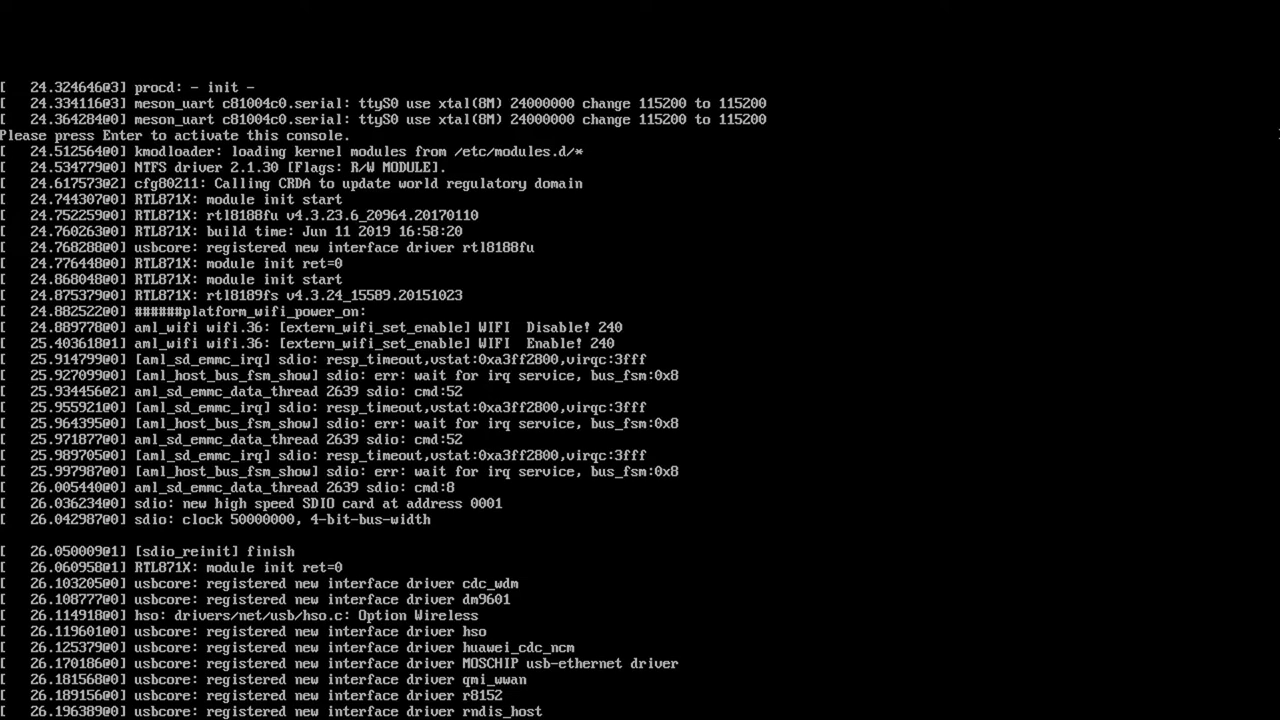 [   24.324646@3] procd: - init -
[   24.334116@3] meson_uart c81004c0.serial: ttyS0 use xtal(8M) 24000000 change 115200 to 115200
[   24.364284@0] meson_uart c81004c0.serial: ttyS0 use xtal(8M) 24000000 change 115200 to 115200
Please press Enter to activate this console.
[   24.512564@0] kmodloader: loading kernel modules from /etc/modules.d/*
[   24.534779@0] NTFS driver 2.1.30 [Flags: R/W MODULE].
[   24.617573@2] cfg80211: Calling CRDA to update world regulatory domain
[   24.744307@0] RTL871X: module init start
[   24.752259@0] RTL871X: rtl8188fu v4.3.23.6_20964.20170110
[   24.760263@0] RTL871X: build time: Jun 11 2019 16:58:20
[   24.768288@0] usbcore: registered new interface driver rtl8188fu
[   24.776448@0] RTL871X: module init ret=0
[   24.868048@0] RTL871X: module init start
[   24.875379@0] RTL871X: rtl8189fs v4.3.24_15589.20151023
[   24.882522@0] ######platform_wifi_power_on:
[   24.889778@0] aml_wifi wifi.36: [extern_wifi_set_enable] WIFI  Disable! 240
[   25.403618@1] aml_wifi wifi.36: [extern_wifi_set_enable] WIFI  Enable! 240
[   25.914799@0] [aml_sd_emmc_irq] sdio: resp_timeout,vstat:0xa3ff2800,virqc:3fff
[   25.927099@0] [aml_host_bus_fsm_show] sdio: err: wait for irq service, bus_fsm:0x8
[   25.934456@2] aml_sd_emmc_data_thread 2639 sdio: cmd:52
[   25.955921@0] [aml_sd_emmc_irq] sdio: resp_timeout,vstat:0xa3ff2800,virqc:3fff
[   25.964395@0] [aml_host_bus_fsm_show] sdio: err: wait for irq service, bus_fsm:0x8
[   25.971877@0] aml_sd_emmc_data_thread 2639 sdio: cmd:52
[   25.989705@0] [aml_sd_emmc_irq] sdio: resp_timeout,vstat:0xa3ff2800,virqc:3fff
[   25.997987@0] [aml_host_bus_fsm_show] sdio: err: wait for irq service, bus_fsm:0x8
[   26.005440@0] aml_sd_emmc_data_thread 2639 sdio: cmd:8
[   26.036234@0] sdio: new high speed SDIO card at address 0001
[   26.042987@0] sdio: clock 50000000, 4-bit-bus-width
[   26.050009@1] [sdio_reinit] finish
[   26.060958@1] RTL871X: module init ret=0
[   26.103205@0] usbcore: registered new interface driver cdc_wdm
[   26.108777@0] usbcore: registered new interface driver dm9601
[   26.114918@0] hso: drivers/net/usb/hso.c: Option Wireless
[   26.119601@0] usbcore: registered new interface driver hso
[   26.125379@0] usbcore: registered new interface driver huawei_cdc_ncm
[   26.170186@0] usbcore: registered new interface driver MOSCHIP usb-ethernet driver
[   26.181568@0] usbcore: registered new interface driver qmi_wwan
[   26.189156@0] usbcore: registered new interface driver r8152
[   26.196389@0] usbcore: registered new interface driver rndis_host